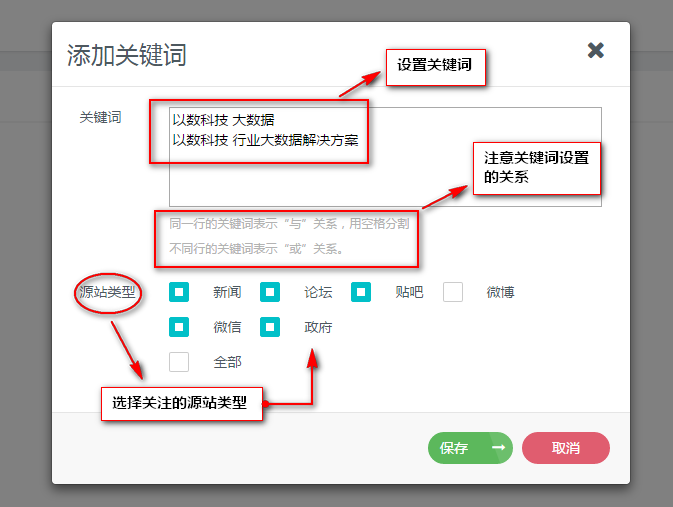 添加关键词
设置关键词
关键词
以数科技 大数据
以数科技 行业大数据解决方案
注意关键词设置
的关系
同一行的关键词表示“与”关系，用空格分割
不同行的关键词表示“或”关系。
源站类型
新闻 论坛 贴吧 微博
微信 政府
全部
选择关注的源站类型
保存 取消